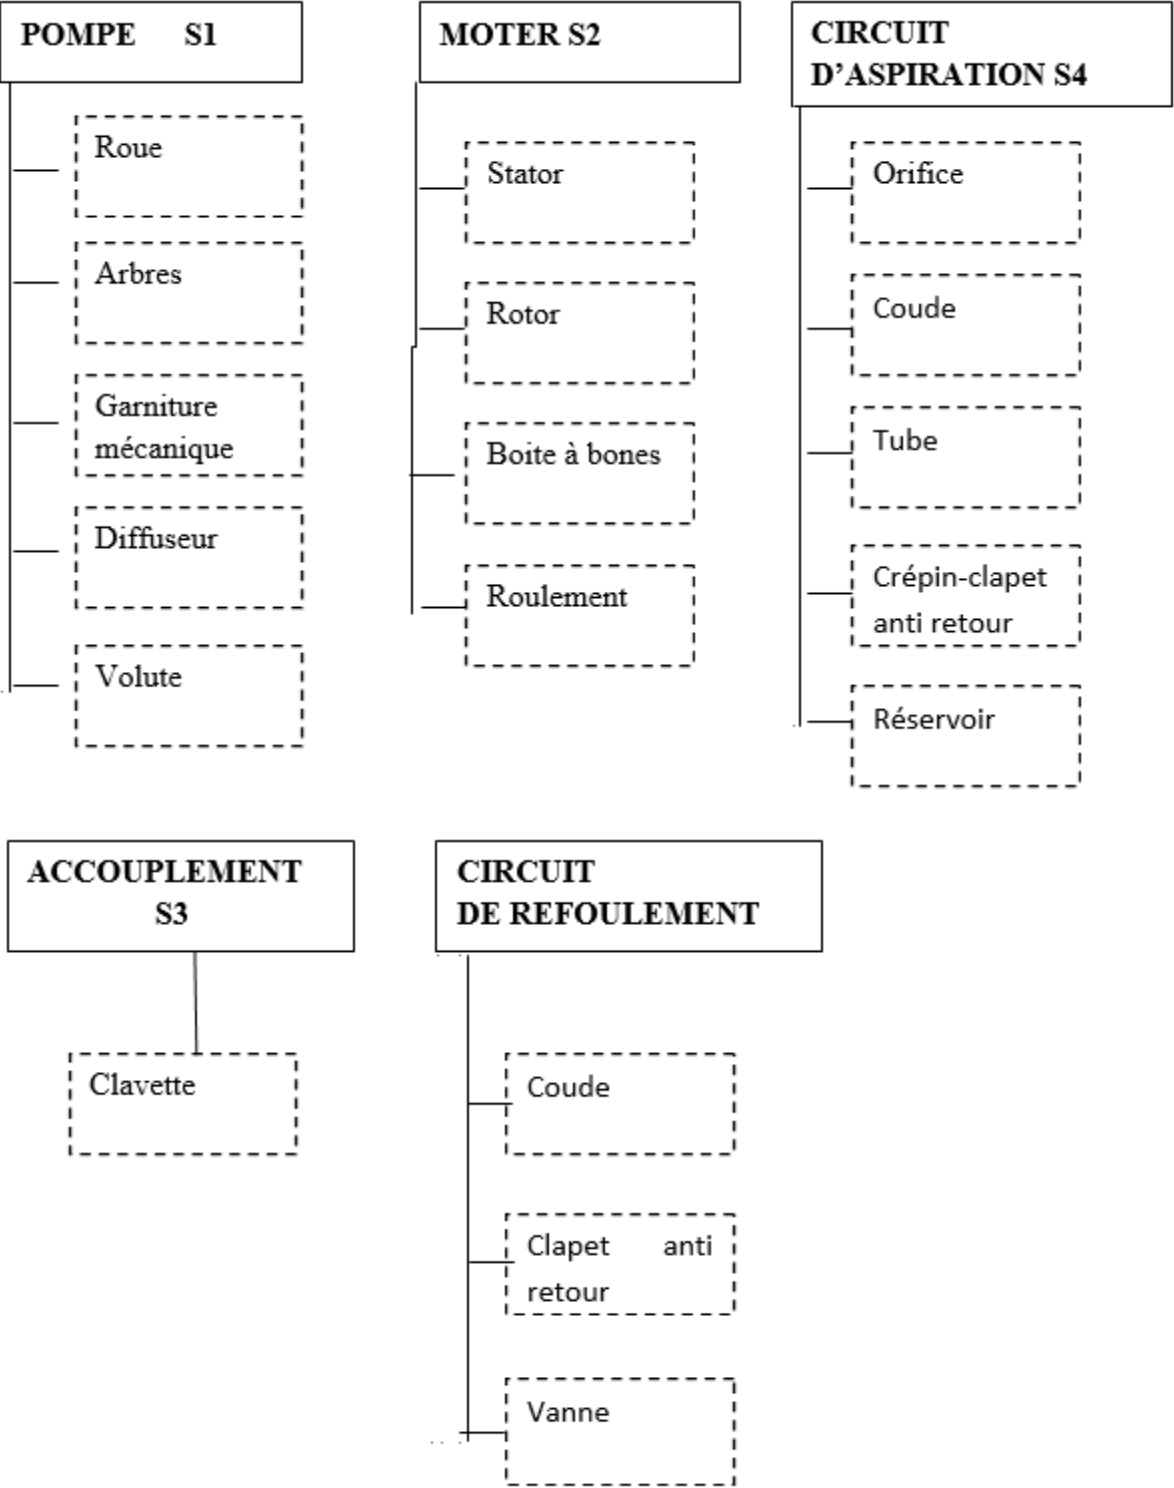 POMPE S1
Roue
Arbres
Garniture
mécanique
Diffuseur
Volute
MOTER S2
Stator
Rotor
Boite à bones
Roulement
CIRCUIT
D’ASPIRATION S4
Orifice
Coude
Tube
Crépin-clapet
anti retour
Réservoir
ACCOUPLEMENT
S3
Clavette
CIRCUIT
DE REFOULEMENT
Coude
Clapet anti
retour
Vanne